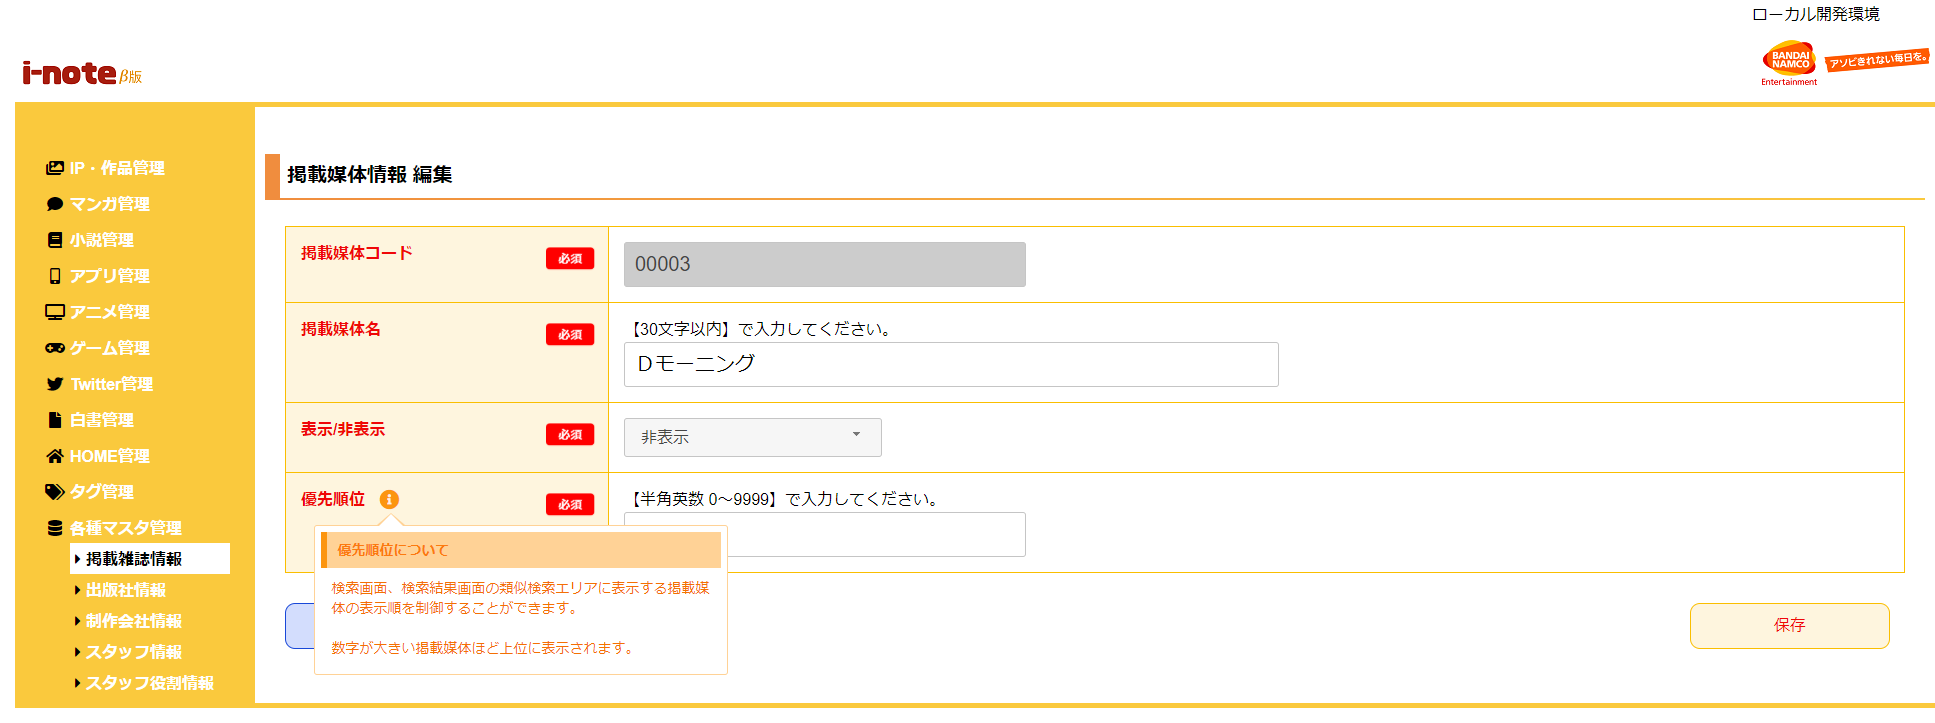 ローカル開発環境
i-note β版
BANDAI
NAMCO
Entertainment
アソビきれない毎日を。
IP・作品管理
マンガ管理
小説管理
アプリ管理
アニメ管理
ゲーム管理
Twitter管理
白書管理
HOME管理
タグ管理
各種マスタ管理
掲載雑誌情報
出版社情報
制作会社情報
スタッフ情報
スタッフ役割情報
掲載媒体情報 編集
掲載媒体コード 必須
00003
掲載媒体名 必須
【30文字以内】で入力してください。
Ｄモーニング
表示/非表示 必須
非表示
優先順位 必須
【半角英数 0～9999】で入力してください。
優先順位について
検索画面、検索結果画面の類似検索エリアに表示する掲載媒
体の表示順を制御することができます。
数字が大きい掲載媒体ほど上位に表示されます。
保存